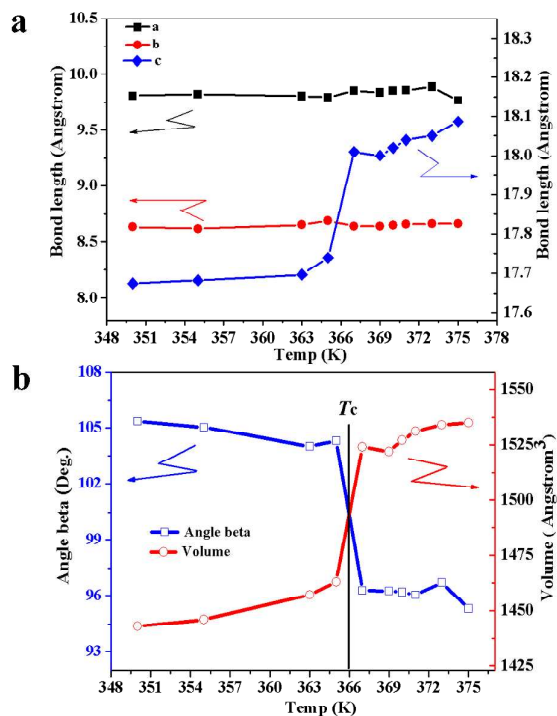 a
a
b
c
10.5
10.0
9.5
9.0
8.5
8.0
Bond length (Angstrom)
18.3
18.2
18.0
17.9
17.8
17.7
17.6
Bond length (Angstrom)
348 351 354 357 360 363 366 369 372 375 378
Temp (K)
b
108
105
102
99
96
93
Angle beta (Deg.)
Tc
Angle beta
Volume
1550
1525
1500
1475
1450
1425
Volume ( Angstrom3)
348 351 354 357 360 363 366 369 372 375 378
Temp (K)